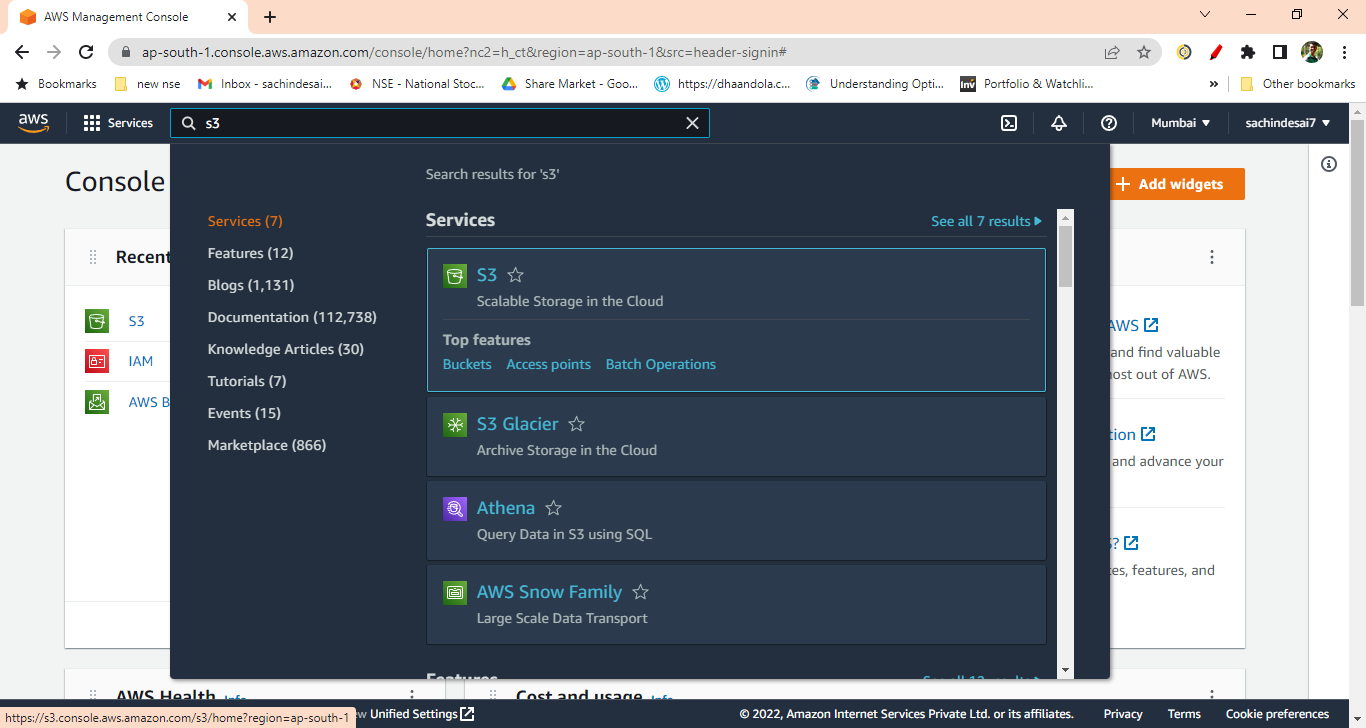 AWS Management Console
ap-south-1.console.aws.amazon.com/console/home?nc2=h_ct&region=ap-south-1&src=header-signin#
Bookmarks
new nse
Inbox - sachindesai...
NSE - National Stoc...
Share Market - Goo...
https://dhaandola.c...
Understanding Opti...
Inv
Portfolio & Watchli...
»
Other bookmarks
aws
Services
s3
Mumbai
sachindesai7
Console
Search results for 's3'
Add widgets
Services (7)
Features (12)
Blogs (1,131)
Documentation (112,738)
Knowledge Articles (30)
Tutorials (7)
Events (15)
Marketplace (866)
Services
See all 7 results
S3
Scalable Storage in the Cloud
Top features
Buckets Access points Batch Operations
S3 Glacier
Archive Storage in the Cloud
Athena
Query Data in S3 using SQL
AWS Snow Family
Large Scale Data Transport
Features
See all 12 results
Recent
S3
IAM
AWS B
AWS
and find valuable
ost out of AWS.
tion
and advance your
S?
es, features, and
AWS Health Info
Cost and usage Info
https://s3.console.aws.amazon.com/s3/home?region=ap-south-1
w Unified Settings
© 2022, Amazon Internet Services Private Ltd. or its affiliates.
Privacy
Terms
Cookie preferences